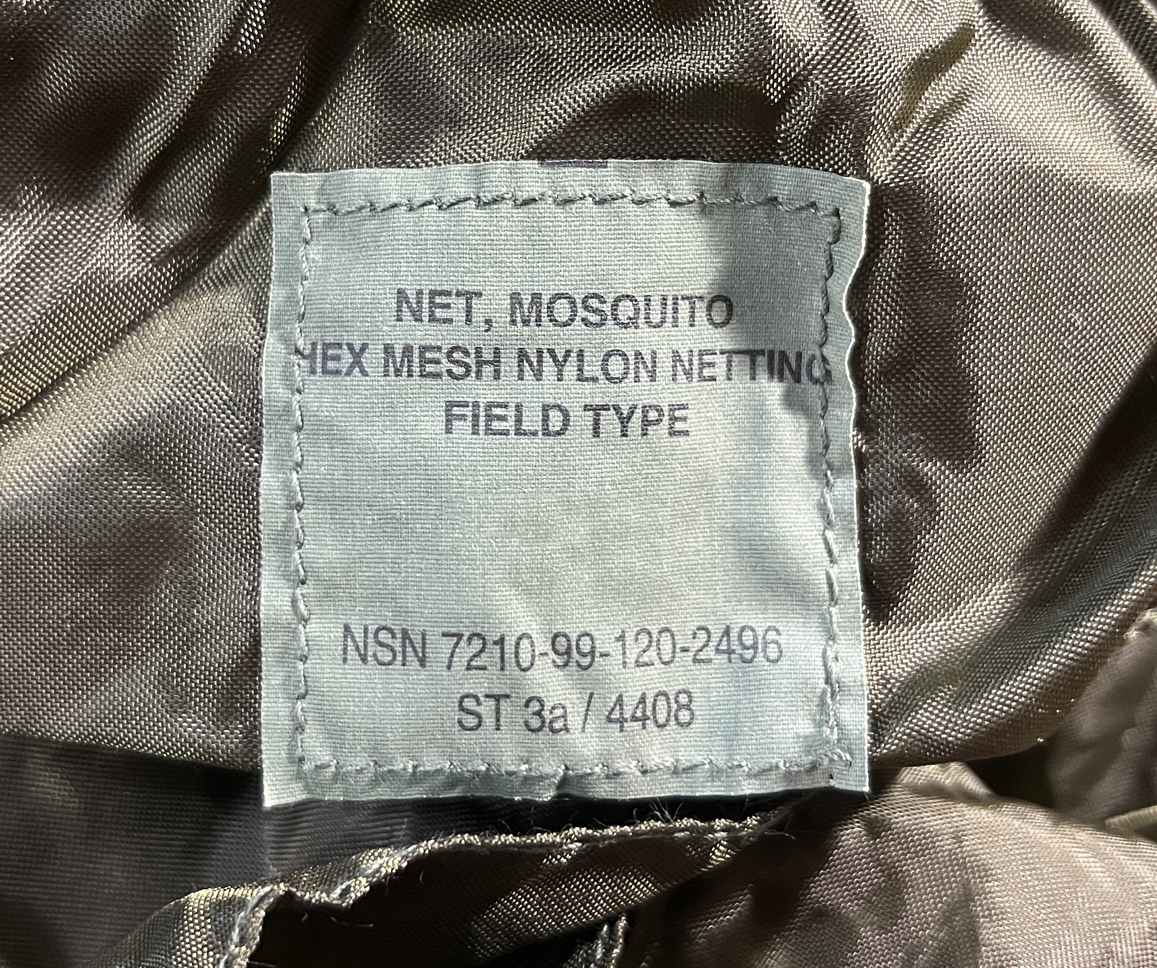 NET, MOSQUITO
HEX MESH NYLON NETTING
FIELD TYPE
NSN 7210-99-120-2496
ST 3a / 4408